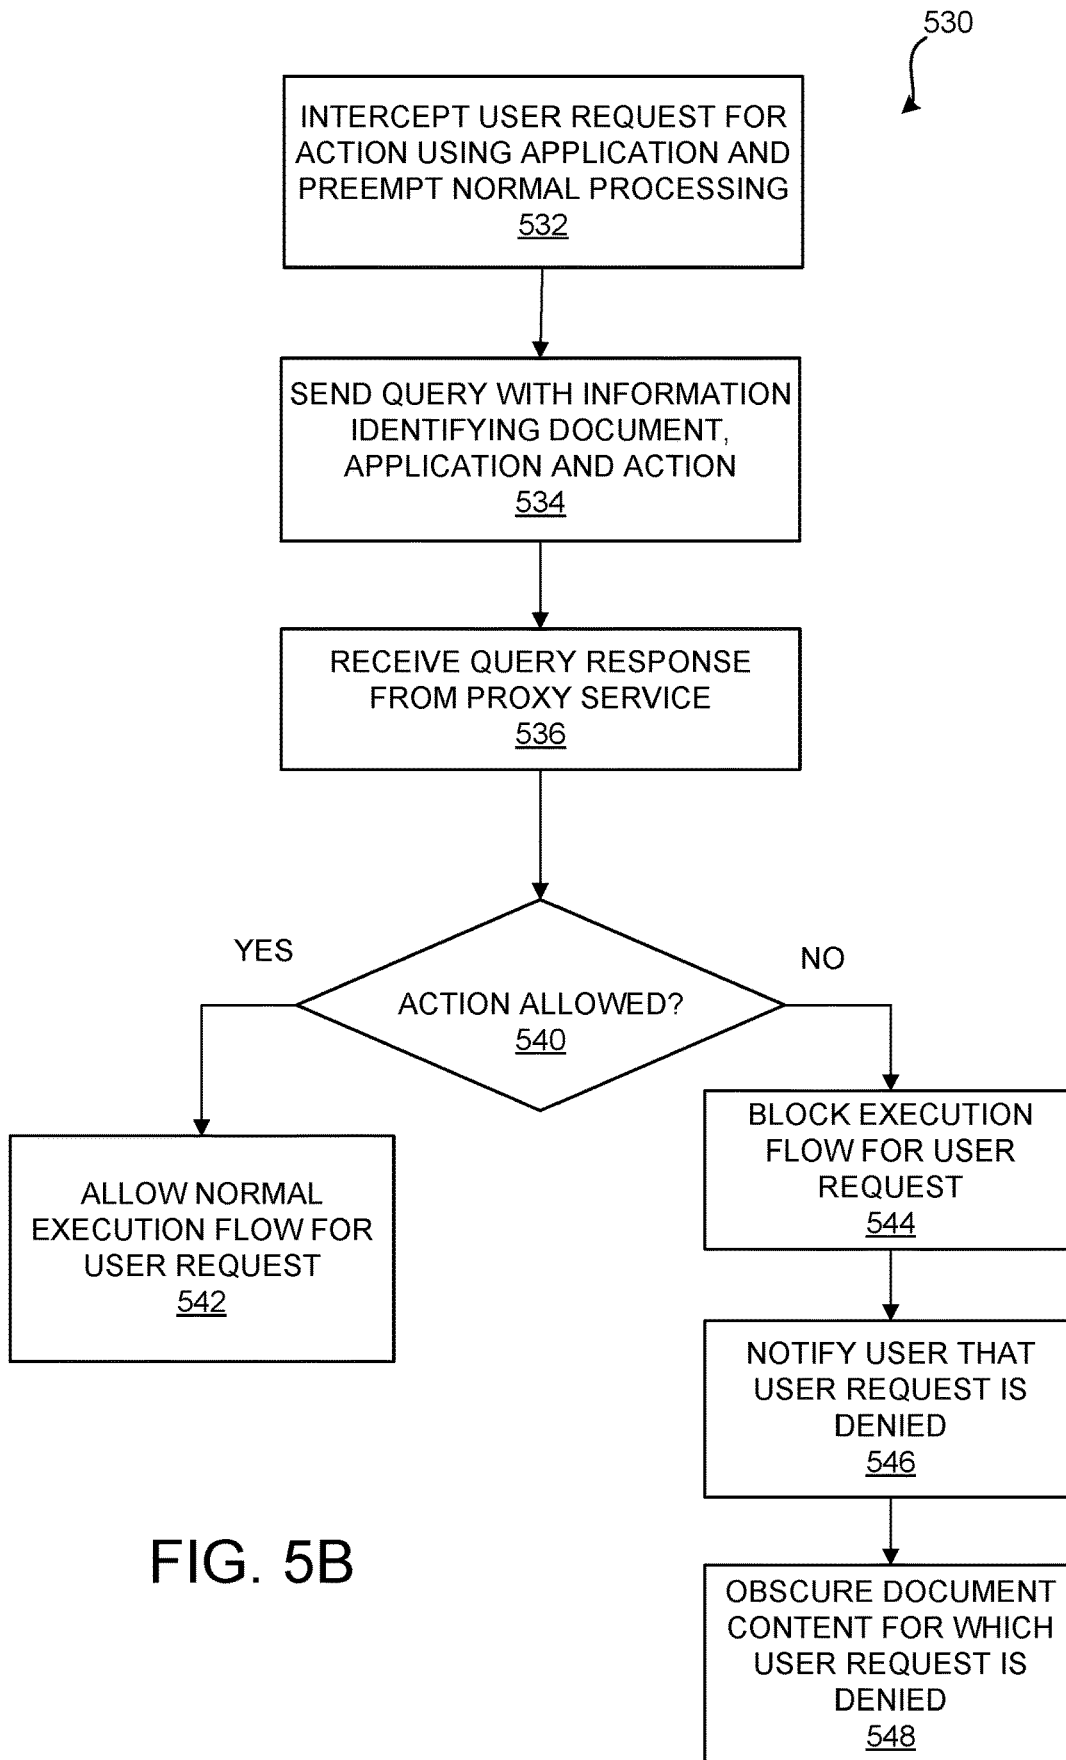 530
INTERCEPT USER REQUEST FOR
ACTION USING APPLICATION AND
PREEMPT NORMAL PROCESSING
532
SEND QUERY WITH INFORMATION
IDENTIFYING DOCUMENT,
APPLICATION AND ACTION
534
RECEIVE QUERY RESPONSE
FROM PROXY SERVICE
536
YES
NO
ACTION ALLOWED?
540
ALLOW NORMAL
EXECUTION FLOW FOR
USER REQUEST
542
BLOCK EXECUTION
FLOW FOR USER
REQUEST
544
NOTIFY USER THAT
USER REQUEST IS
DENIED
546
OBSCURE DOCUMENT
CONTENT FOR WHICH
USER REQUEST IS
DENIED
548
FIG. 5B